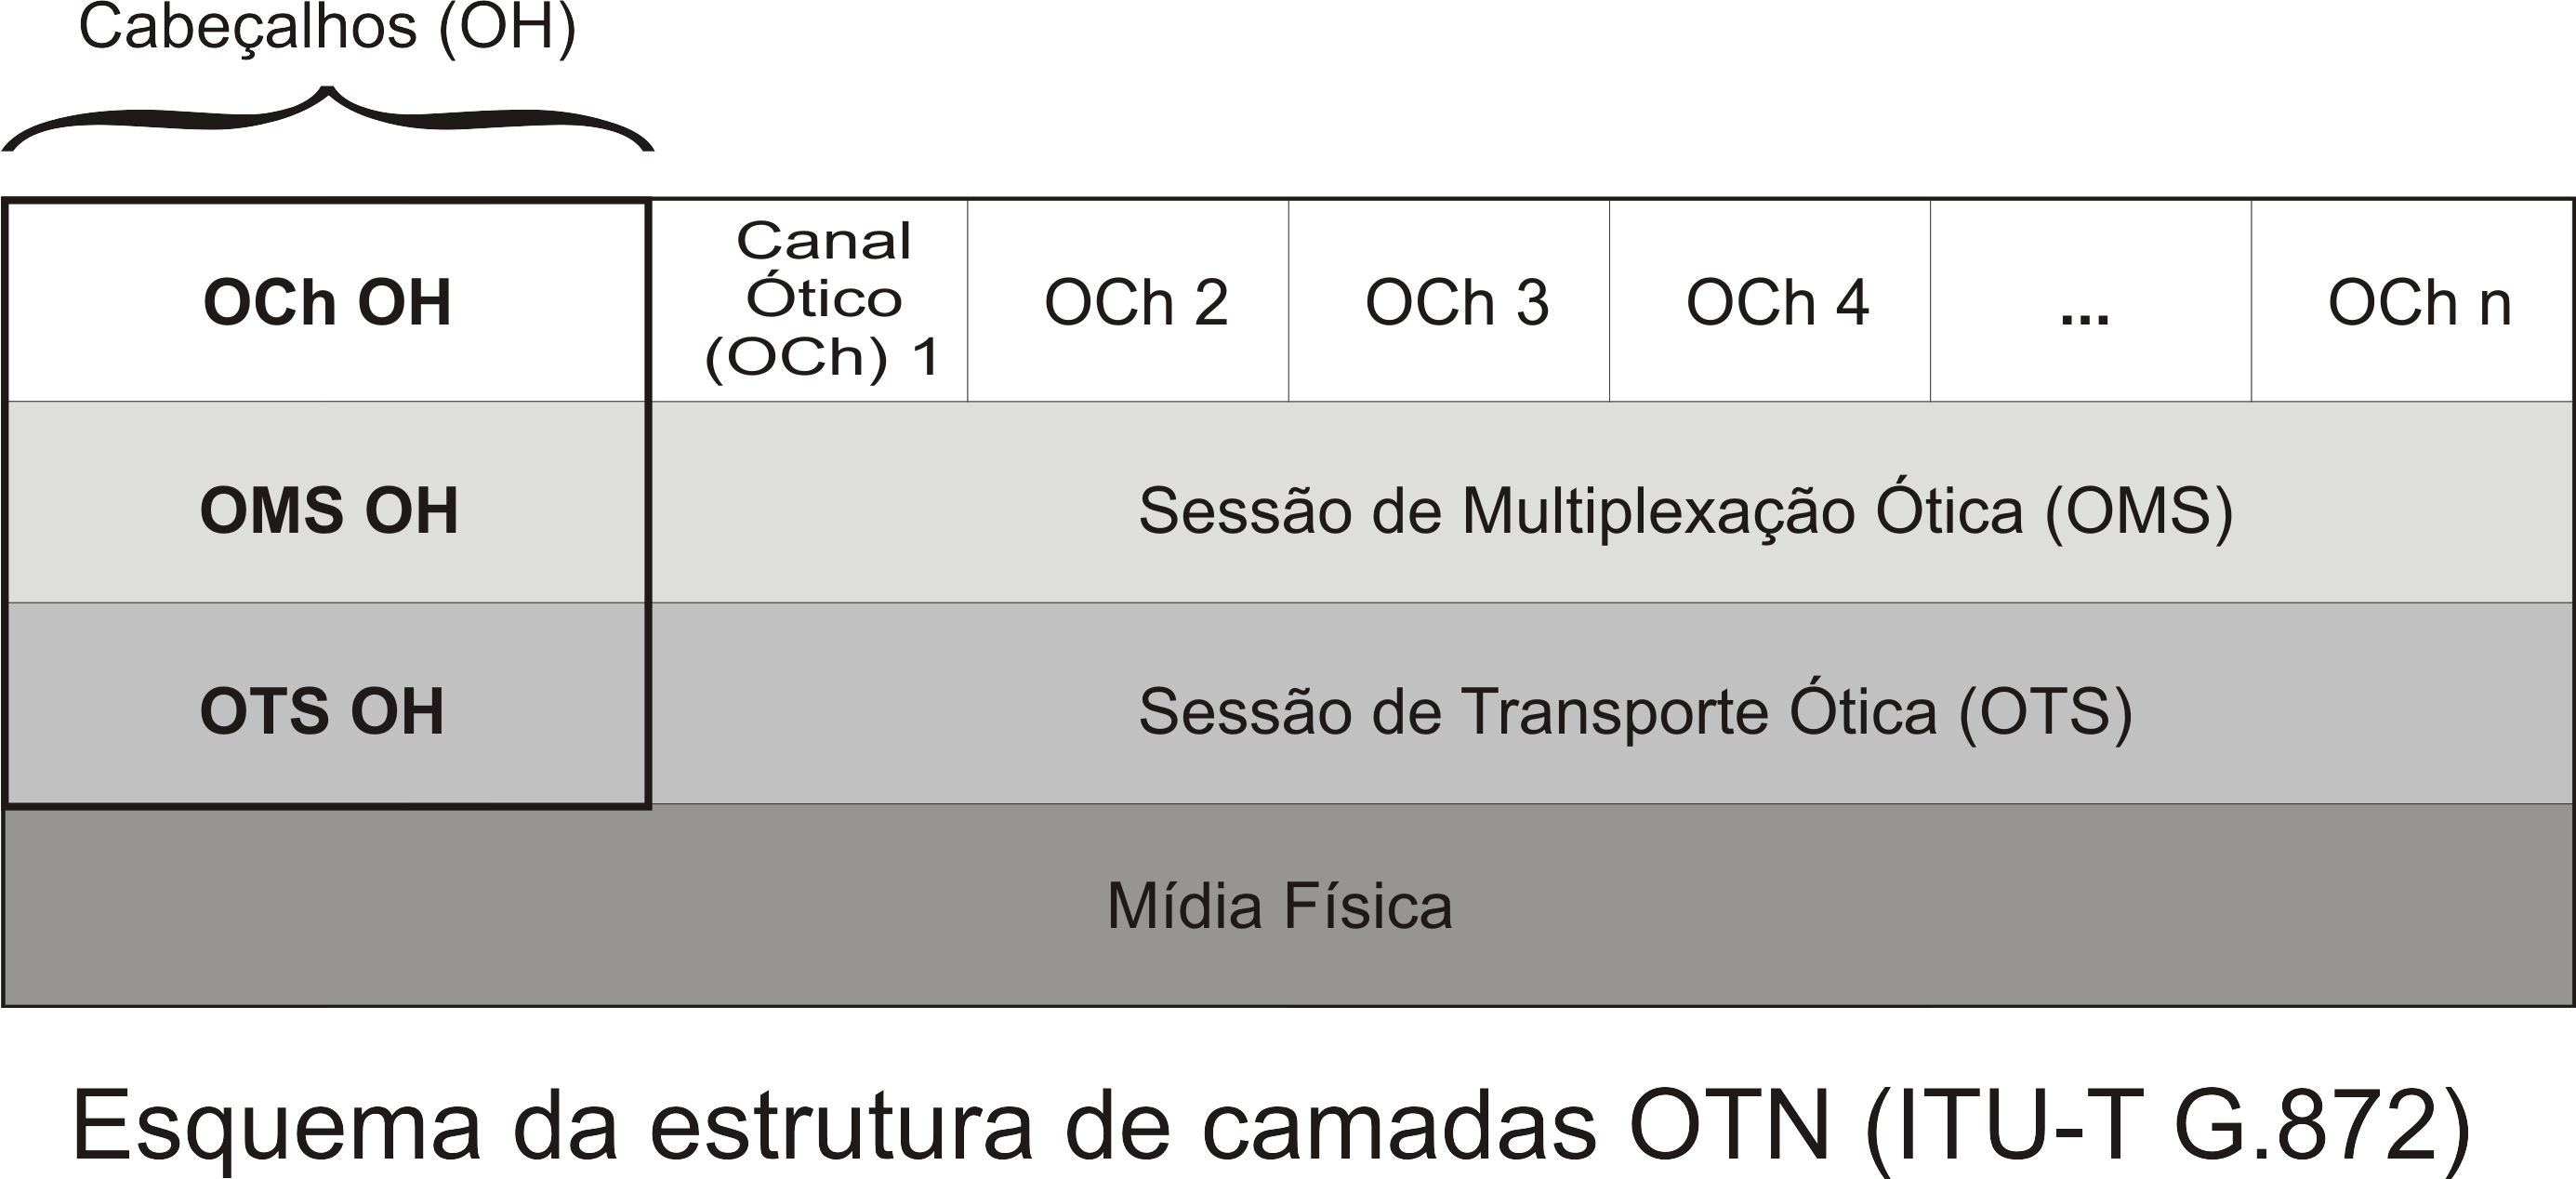 Cabeçalhos (OH)
OCh OH
Canal
Ótico
(OCh) 1
OCh 2
OCh 3
OCh 4
...
OCh n
OMS OH
Sessão de Multiplexação Ótica (OMS)
OTS OH
Sessão de Transporte Ótica (OTS)
Mídia Física
Esquema da estrutura de camadas OTN (ITU-T G.872)